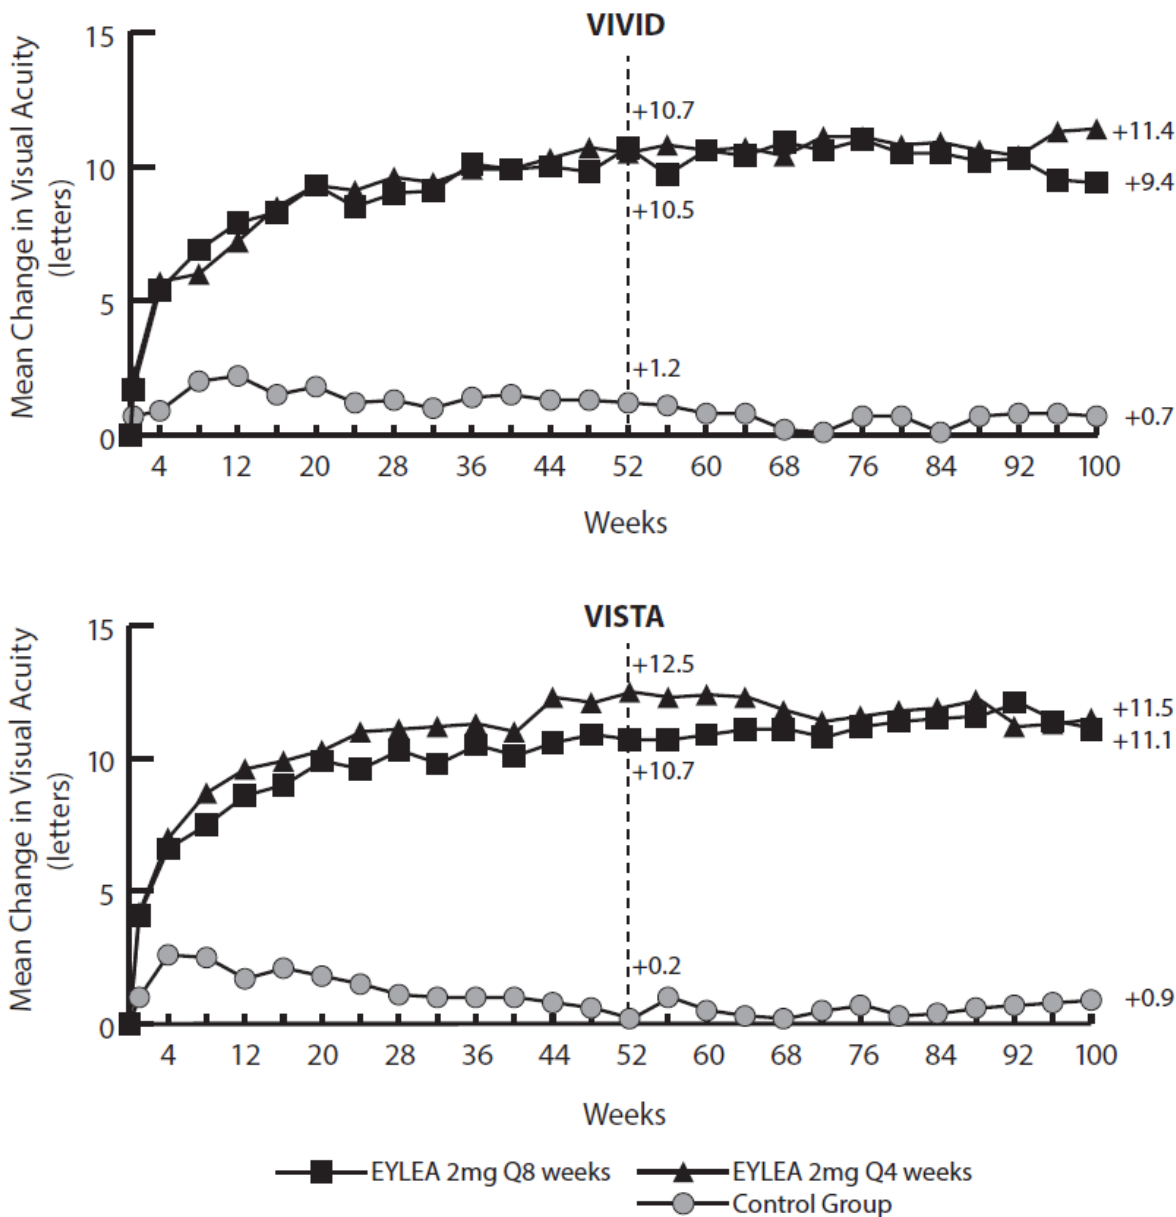 VIVID
Mean Change in Visual Acuity
(letters)
15
10
5
0
+10.7
+10.5
+1.2
+11.4
+9.4
+0.7
4 12 20 28 36 44 52 60 68 76 84 92 100
Weeks
VISTA
Mean Change in Visual Acuity
(letters)
15
10
5
0
+12.5
+10.7
+0.2
+11.5
+11.1
+0.9
4 12 20 28 36 44 52 60 68 76 84 92 100
Weeks
EYLEA 2mg Q8 weeks EYLEA 2mg Q4 weeks
Control Group